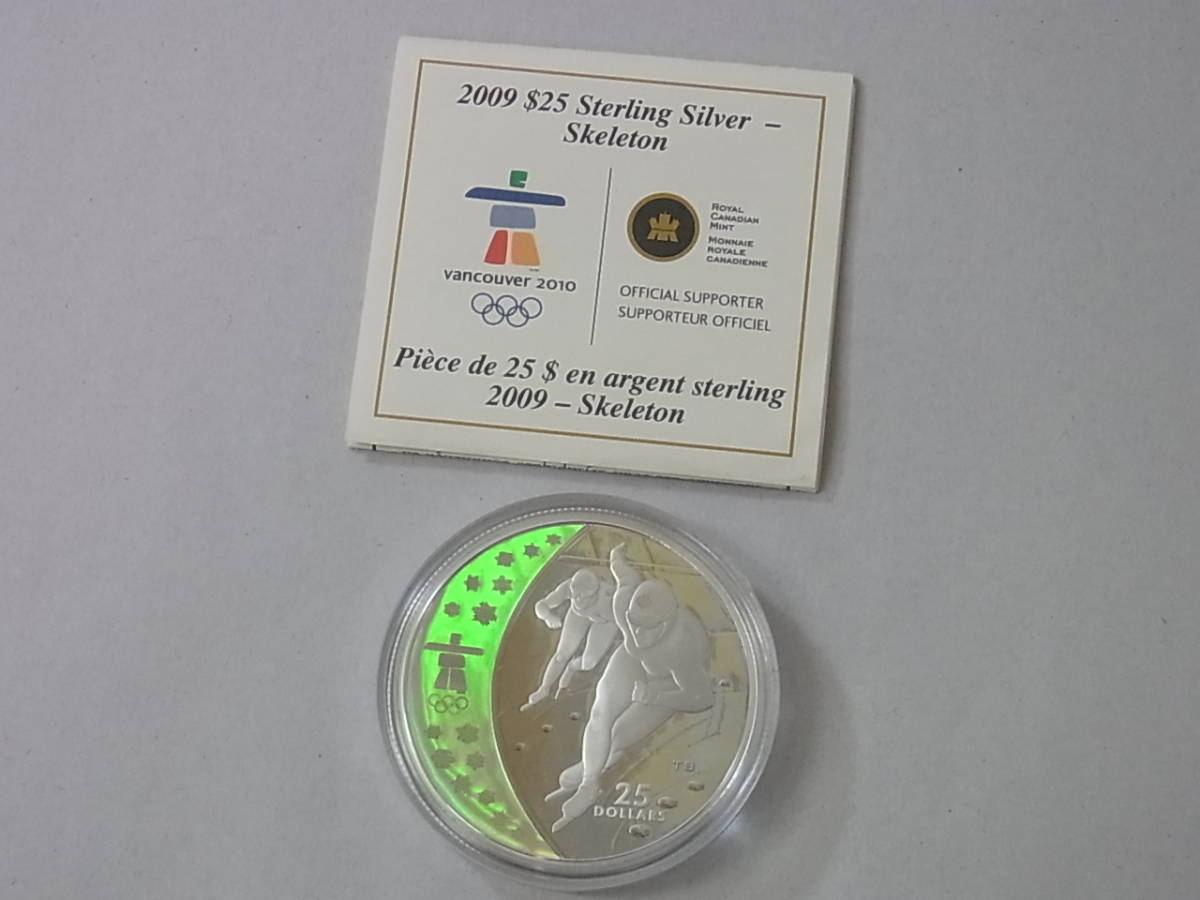 2009 $25 Sterling Silver –
Skeleton
vancouver 2010
ROYAL
CANADIAN
MINT
MONNAIE
ROYALE
CANADIENNE
OFFICIAL SUPPORTER
SUPPORTEUR OFFICIEL
Pièce de 25 $ en argent sterling
2009 – Skeleton
TB
25
DOLLARS